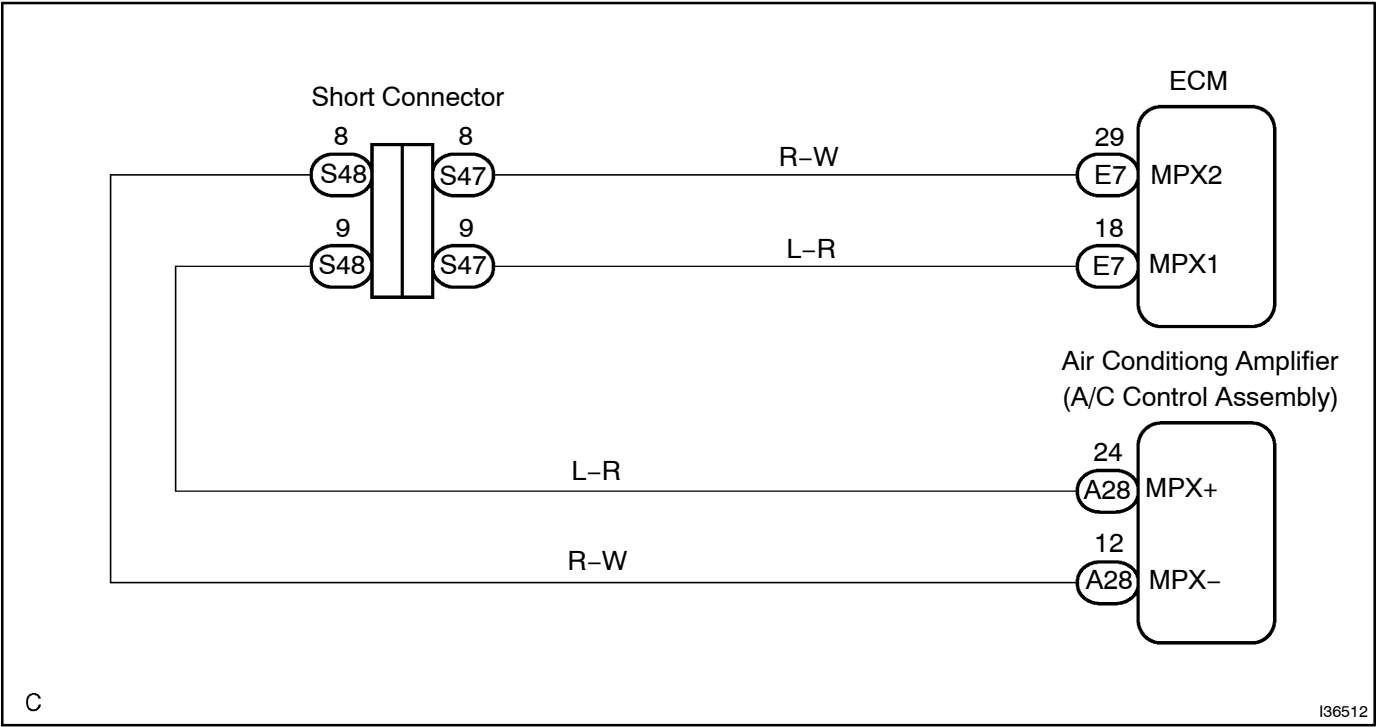 ECM
Short Connector
8
8
29
S48
S47
R−W
E7
MPX2
9
9
18
S48
S47
L−R
E7
MPX1
Air Conditiong Amplifier
(A/C Control Assembly)
24
L−R
A28
MPX+
12
R−W
A28
MPX−
C
I36512